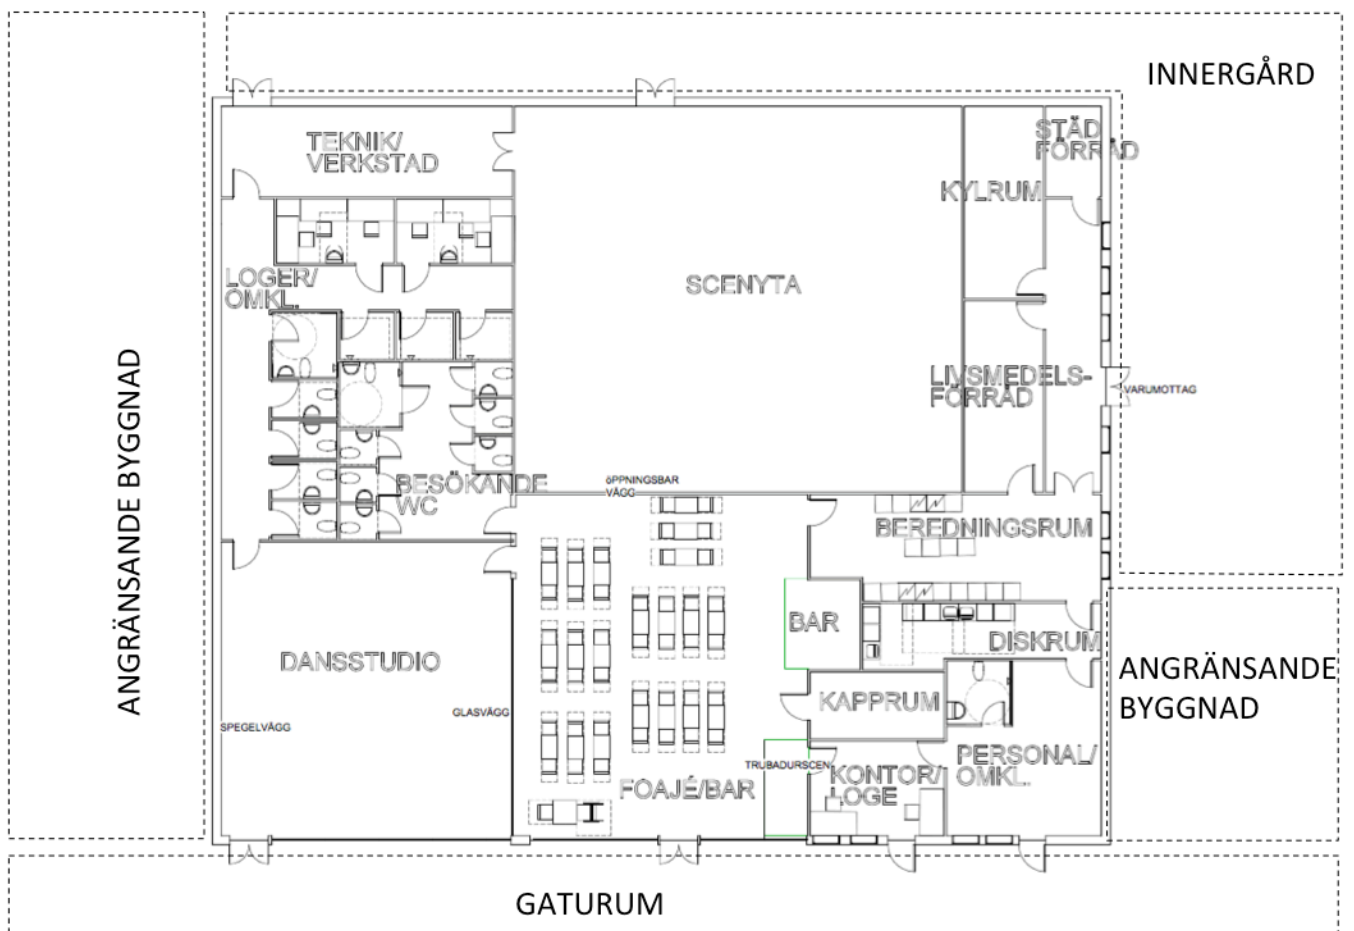 INNERGÅRD
TEKNIK/
VERKSTAD
STÄD
FÖRRÅD
KYLRUM
LOGER/
OMKL.
SCENYTA
LIVSMEDELS-
FÖRRÅD
VARUMOTTAG
ANGRÄNSANDE BYGGNAD
BESÖKANDE
WC
öPPNINGSBAR
VÄGG
BEREDNINGSRUM
BAR
DISKRUM
DANSSTUDIO
ANGRÄNSANDE
BYGGNAD
KAPPRUM
SPEGELVÄGG
GLASVÄGG
TRUBADURSCEN
PERSONAL/
OMKL.
KONTOR/
LOGE
FOAJÉ/BAR
GATURUM